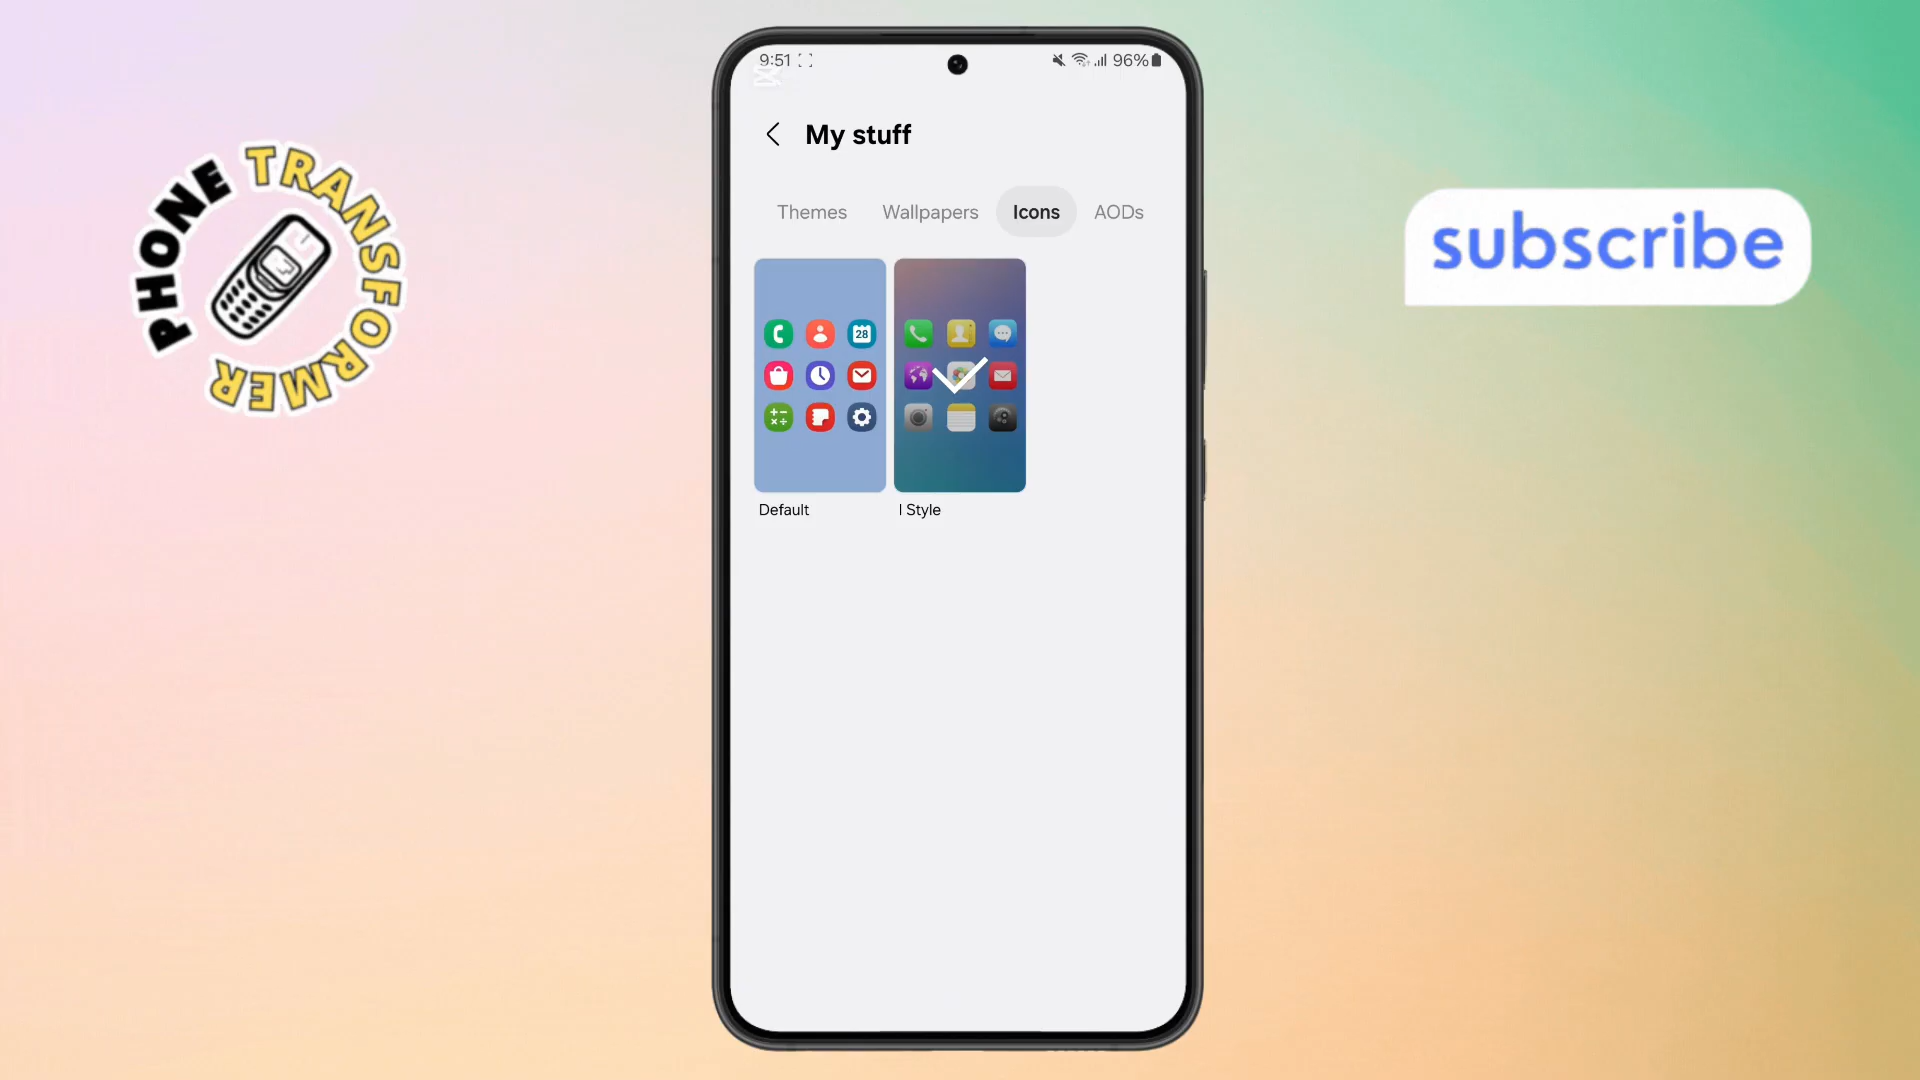 PHONE TRANSFORMER
9:51
96%
My stuff
Themes Wallpapers Icons AODs
28
Default
I Style
subscribe